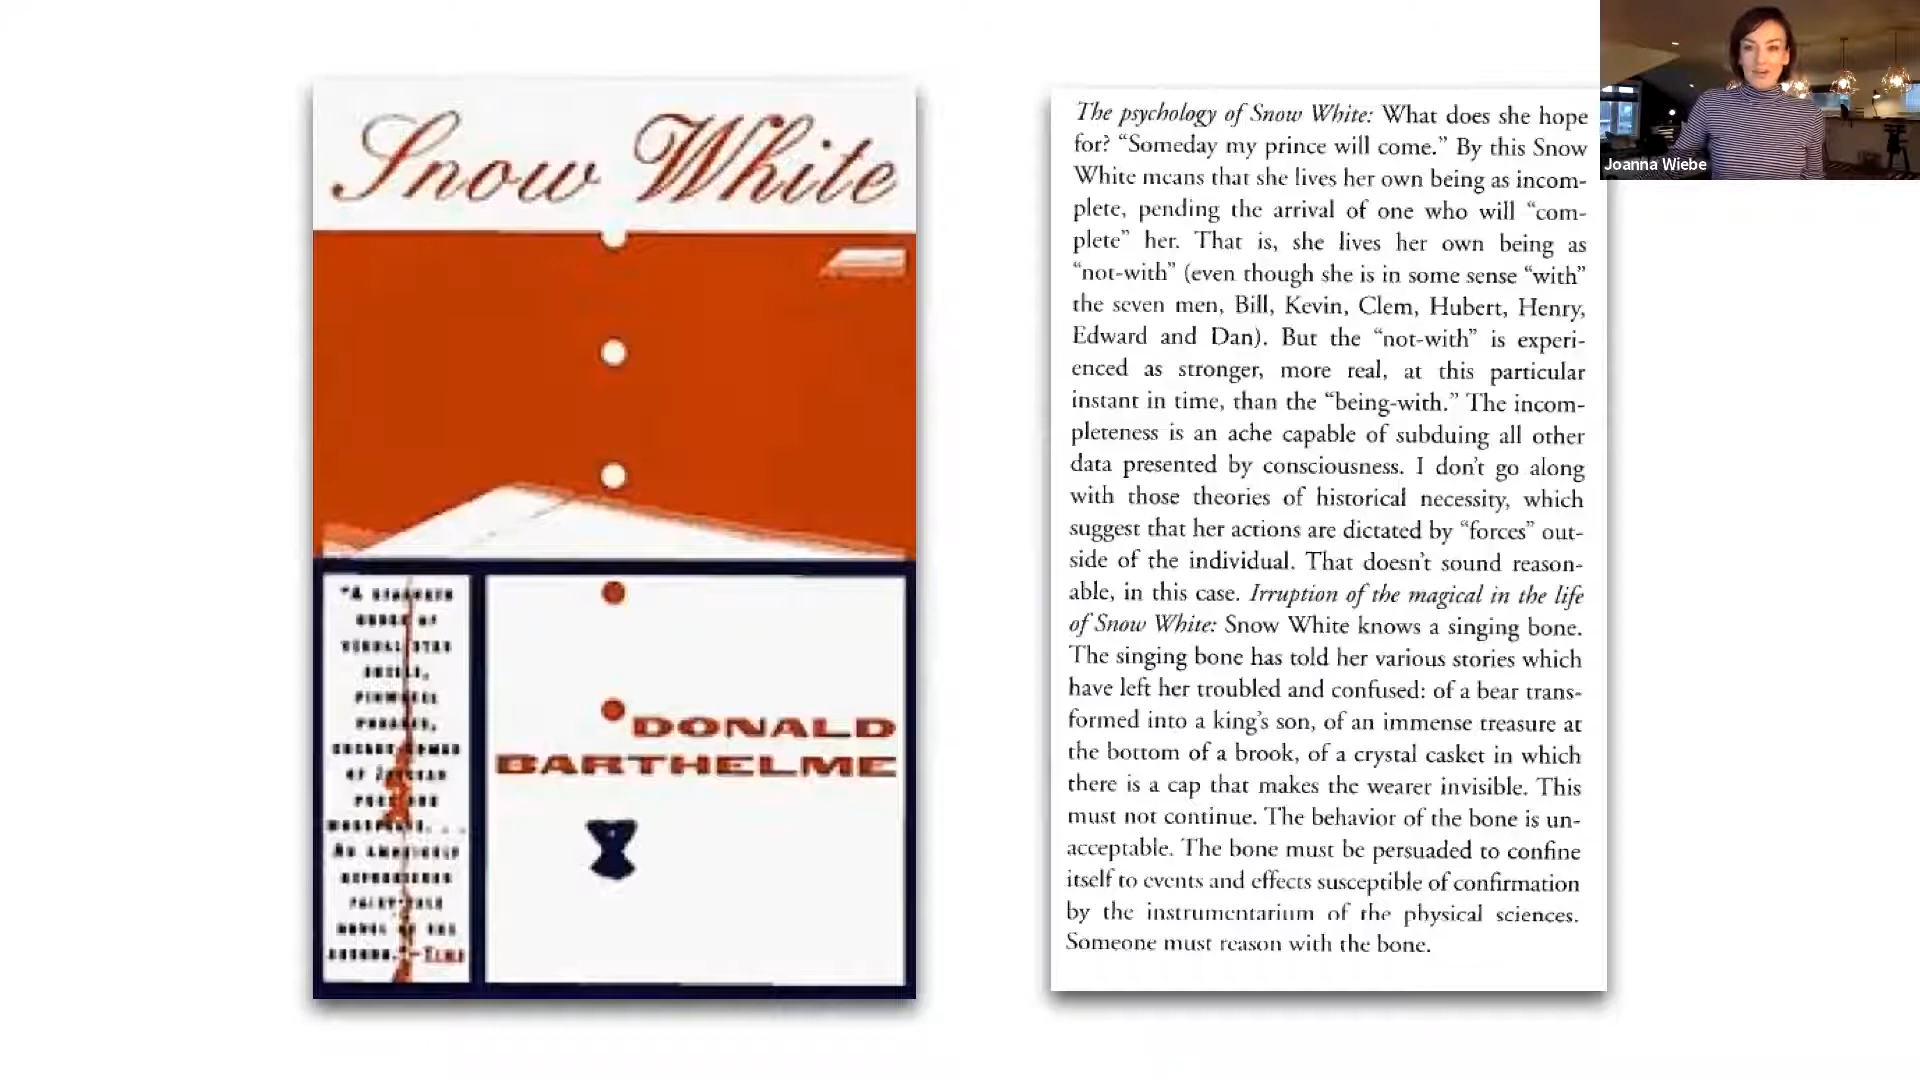 Snow White
DONALD
BARTHELME
OF
—TIME
The psychology of Snow White: What does she hope
for? “Someday my prince will come.” By this Snow
White means that she lives her own being as incom-
plete, pending the arrival of one who will “com-
plete” her. That is, she lives her own being as
“not-with” (even though she is in some sense “with”
the seven men, Bill, Kevin, Clem, Hubert, Henry,
Edward and Dan). But the “not-with” is experi-
enced as stronger, more real, at this particular
instant in time, than the “being-with.” The incom-
pleteness is an ache capable of subduing all other
data presented by consciousness. I don’t go along
with those theories of historical necessity, which
suggest that her actions are dictated by “forces” out-
side of the individual. That doesn’t sound reason-
able, in this case. Irruption of the magical in the life
of Snow White: Snow White knows a singing bone.
The singing bone has told her various stories which
have left her troubled and confused: of a bear trans-
formed into a king’s son, of an immense treasure at
the bottom of a brook, of a crystal casket in which
there is a cap that makes the wearer invisible. This
must not continue. The behavior of the bone is un-
acceptable. The bone must be persuaded to confine
itself to events and effects susceptible of confirmation
by the instrumentarium of the physical sciences.
Someone must reason with the bone.
Joanna Wiebe